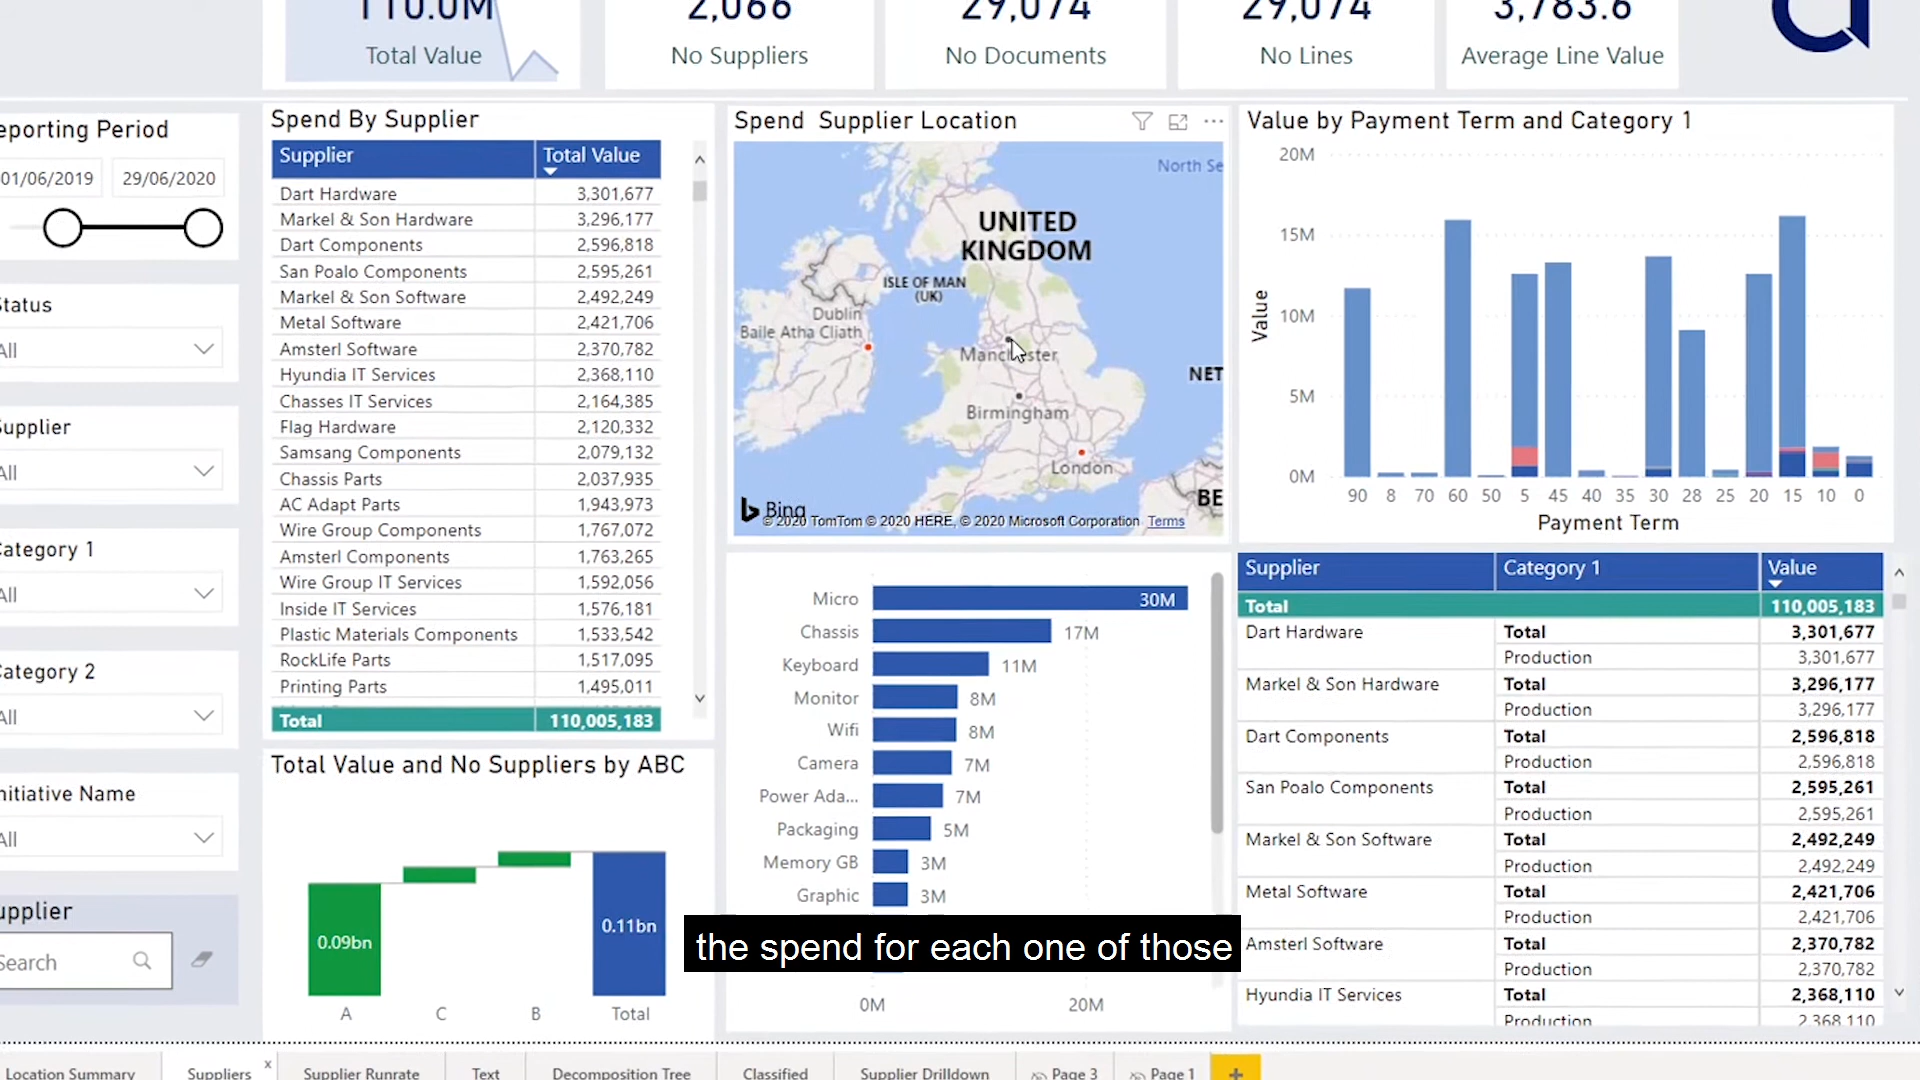 110.0M
Total Value
2,066
No Suppliers
29,074
No Documents
29,074
No Lines
3,783.6
Average Line Value
eporting Period
01/06/2019
29/06/2020
Status
All
Supplier
All
Category 1
All
Category 2
All
nitiative Name
All
upplier
Search
Spend By Supplier
Supplier Total Value
Dart Hardware 3,301,677
Markel & Son Hardware 3,296,177
Dart Components 2,596,818
San Poalo Components 2,595,261
Markel & Son Software 2,492,249
Metal Software 2,421,706
Amsterl Software 2,370,782
Hyundia IT Services 2,368,110
Chasses IT Services 2,164,385
Flag Hardware 2,120,332
Samsang Components 2,079,132
Chassis Parts 2,037,935
AC Adapt Parts 1,943,973
Wire Group Components 1,767,072
Amsterl Components 1,763,265
Wire Group IT Services 1,592,056
Inside IT Services 1,576,181
Plastic Materials Components 1,533,542
RockLife Parts 1,517,095
Printing Parts 1,495,011
Total 110,005,183
Total Value and No Suppliers by ABC
0.09bn
0.11bn
A C B Total
Spend Supplier Location
North Se
UNITED
KINGDOM
ISLE OF MAN
(UK)
Dublin
Baile Atha Cliath
Manchester
NET
Birmingham
London
BE
Bing
© 2020 TomTom © 2020 HERE, © 2020 Microsoft Corporation Terms
Micro 30M
Chassis 17M
Keyboard 11M
Monitor 8M
Wifi 8M
Camera 7M
Power Ada... 7M
Packaging 5M
Memory GB 3M
Graphic 3M
0M 20M
the spend for each one of those
Value by Payment Term and Category 1
20M
15M
10M
5M
0M
Value
90 8 70 60 50 5 45 40 35 30 28 25 20 15 10 0
Payment Term
Supplier Category 1 Value
Total 110,005,183
Dart Hardware Total 3,301,677
Production 3,301,677
Markel & Son Hardware Total 3,296,177
Production 3,296,177
Dart Components Total 2,596,818
Production 2,596,818
San Poalo Components Total 2,595,261
Production 2,595,261
Markel & Son Software Total 2,492,249
Production 2,492,249
Metal Software Total 2,421,706
Production 2,421,706
Amsterl Software Total 2,370,782
Production 2,370,782
Hyundia IT Services Total 2,368,110
Production 2,368,110
Location Summary
Suppliers x
Supplier Runrate
Text
Decomposition Tree
Classified
Supplier Drilldown
Page 3
Page 1
+